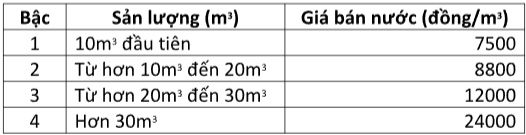 Bậc Sản lượng (m³) Giá bán nước (đồng/m³)
1 10m³ đầu tiên 7500
2 Từ hơn 10m³ đến 20m³ 8800
3 Từ hơn 20m³ đến 30m³ 12000
4 Hơn 30m³ 24000